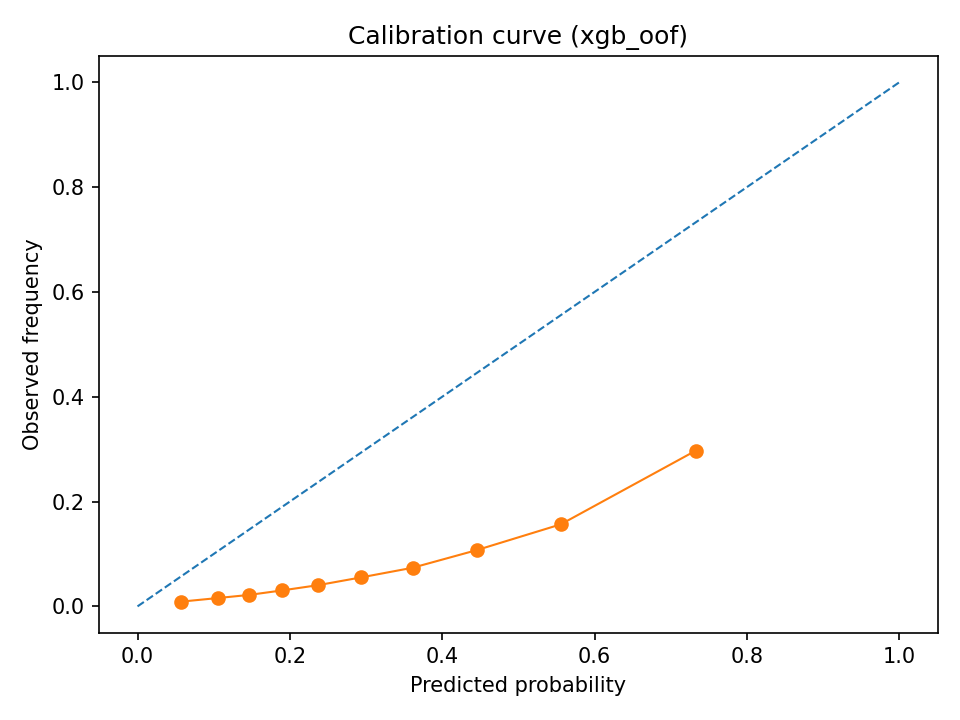 Calibration curve (xgb_oof)
Observed frequency
1.0
0.8
0.6
0.4
0.2
0.0
0.0 0.2 0.4 0.6 0.8 1.0
Predicted probability